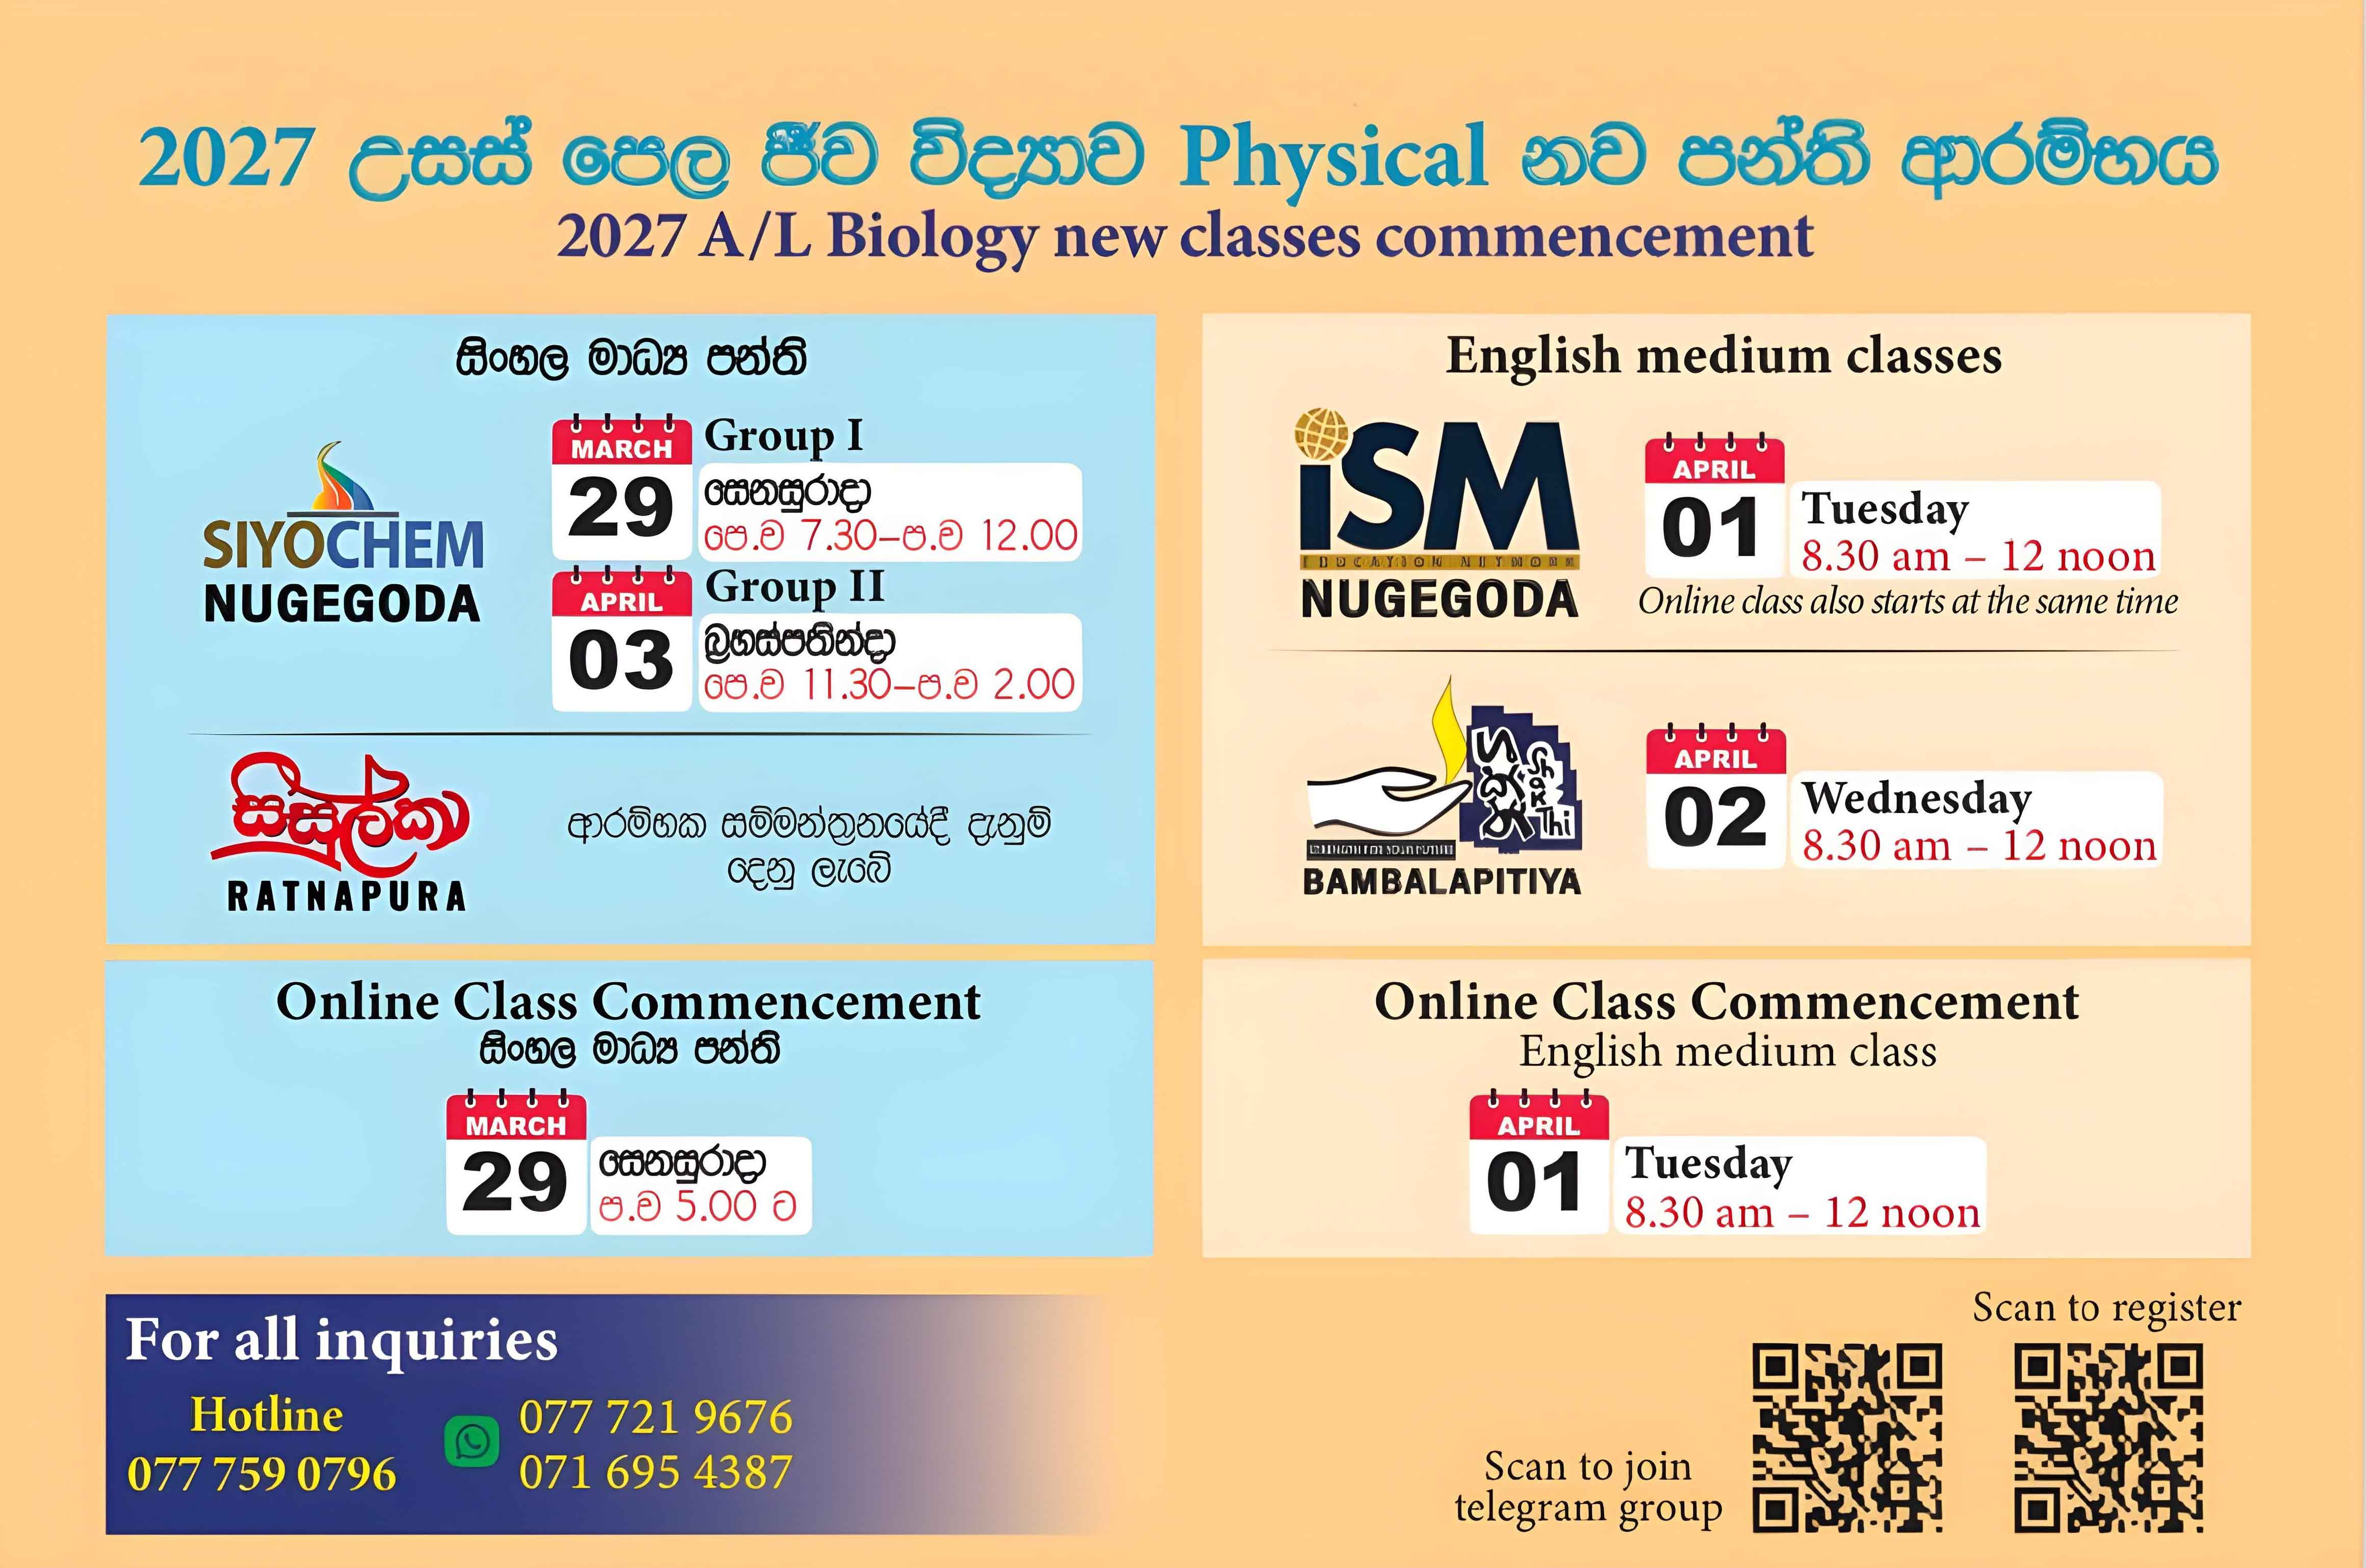 2027 උසස් පෙල ජීව විද්‍යාව Physical නව පන්ති ආරම්භය
2027 A/L Biology new classes commencement
සිංහල මාධ්‍ය පන්ති
SIYOCHEM
NUGEGODA
MARCH
29
Group I
සෙනසුරාදා
පෙ.ව 7.30–ප.ව 12.00
APRIL
03
Group II
බ්‍රහස්පතින්දා
පෙ.ව 11.30–ප.ව 2.00
සිසුල්කා
RATNAPURA
ආරම්භක සම්මන්ත්‍රනයේදී දැනුම්
දෙනු ලැබේ
English medium classes
iSM
EDUCATION NETWORK
NUGEGODA
APRIL
01
Tuesday
8.30 am – 12 noon
Online class also starts at the same time
ශක්ති
ShakThi
BAMBALAPITIYA
APRIL
02
Wednesday
8.30 am – 12 noon
Online Class Commencement
සිංහල මාධ්‍ය පන්ති
MARCH
29
සෙනසුරාදා
ප.ව 5.00 ට
Online Class Commencement
English medium class
APRIL
01
Tuesday
8.30 am – 12 noon
For all inquiries
Hotline
077 759 0796
077 721 9676
071 695 4387
Scan to join
telegram group
Scan to register